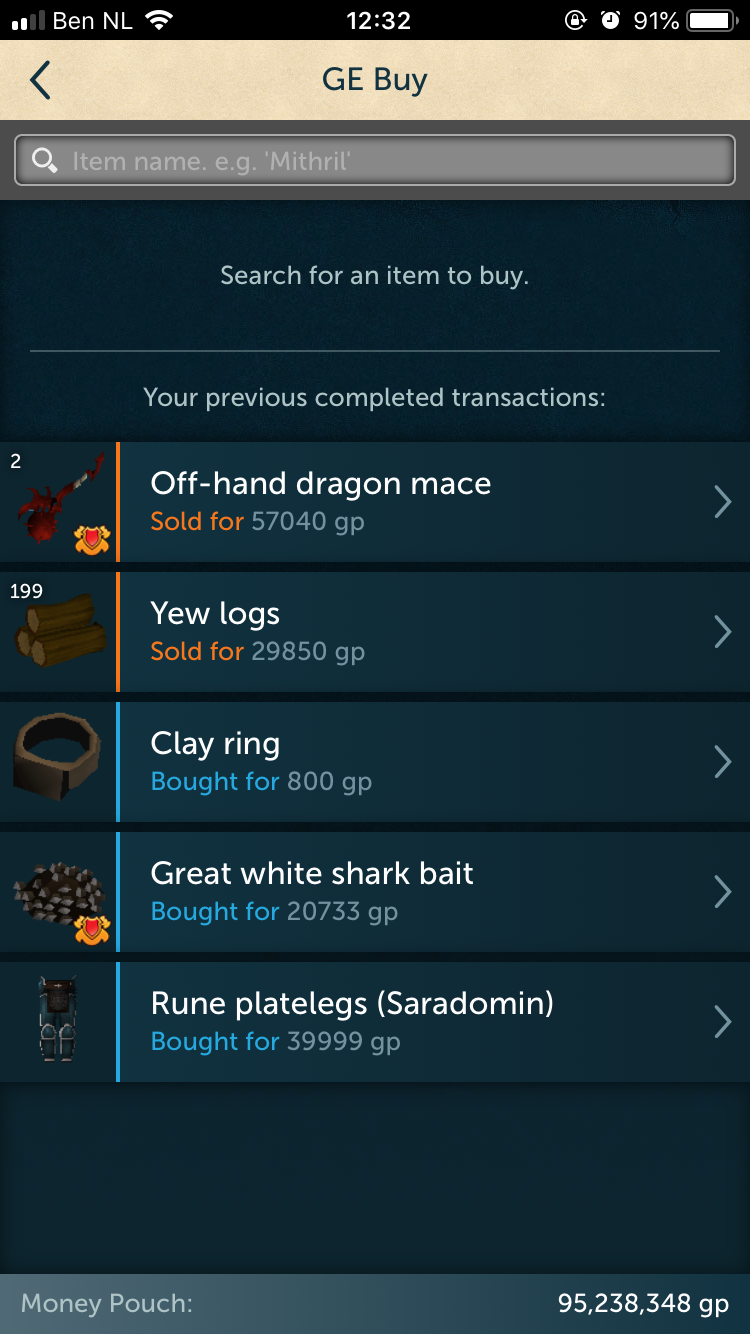 Ben NL 12:32 91%
GE Buy
Item name. e.g. 'Mithril'
Search for an item to buy.
Your previous completed transactions:
2
Off-hand dragon mace
Sold for 57040 gp
199
Yew logs
Sold for 29850 gp
Clay ring
Bought for 800 gp
Great white shark bait
Bought for 20733 gp
Rune platelegs (Saradomin)
Bought for 39999 gp
Money Pouch: 95,238,348 gp